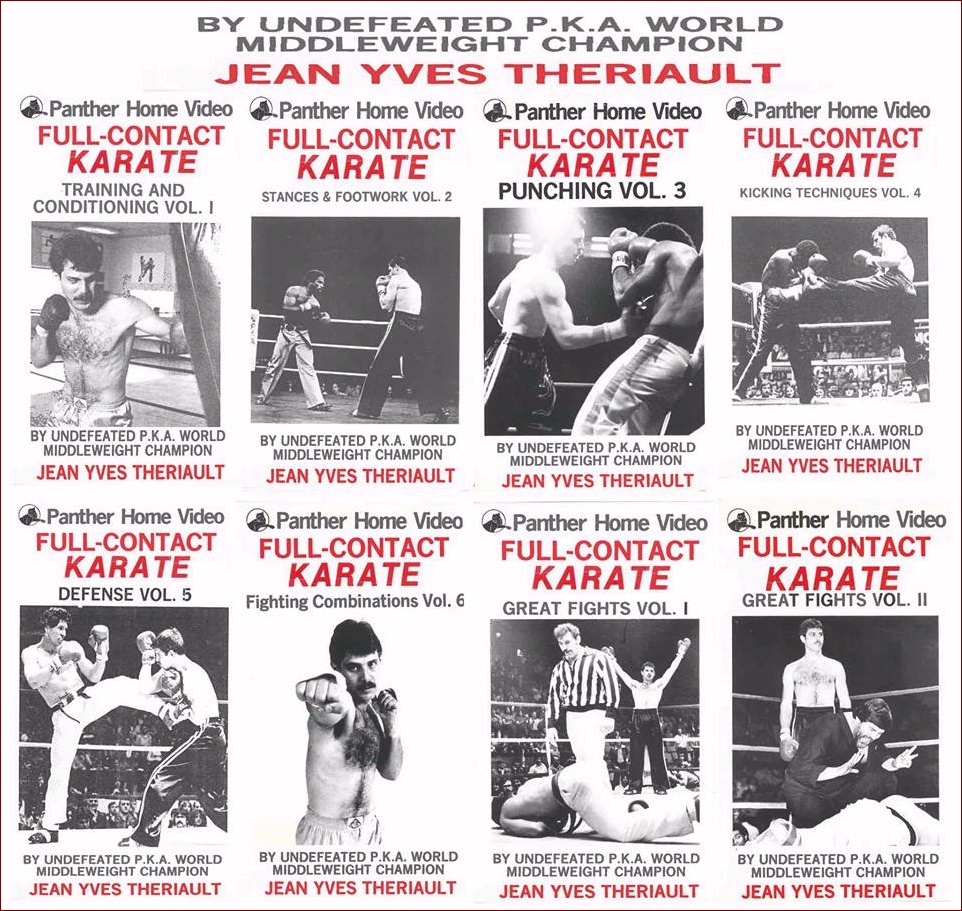 BY UNDEFEATED P.K.A. WORLD
MIDDLEWEIGHT CHAMPION
JEAN YVES THERIAULT
Panther Home Video
FULL-CONTACT
KARATE
TRAINING AND
CONDITIONING VOL. I
BY UNDEFEATED P.K.A. WORLD
MIDDLEWEIGHT CHAMPION
JEAN YVES THERIAULT
Panther Home Video
FULL-CONTACT
KARATE
STANCES & FOOTWORK VOL. 2
BY UNDEFEATED P.K.A. WORLD
MIDDLEWEIGHT CHAMPION
JEAN YVES THERIAULT
Panther Home Video
FULL-CONTACT
KARATE
PUNCHING VOL. 3
BY UNDEFEATED P.K.A. WORLD
MIDDLEWEIGHT CHAMPION
JEAN YVES THERIAULT
Panther Home Video
FULL-CONTACT
KARATE
KICKING TECHNIQUES VOL. 4
BY UNDEFEATED P.K.A. WORLD
MIDDLEWEIGHT CHAMPION
JEAN YVES THERIAULT
Panther Home Video
FULL-CONTACT
KARATE
DEFENSE VOL. 5
BY UNDEFEATED P.K.A. WORLD
MIDDLEWEIGHT CHAMPION
JEAN YVES THERIAULT
Panther Home Video
FULL-CONTACT
KARATE
Fighting Combinations Vol. 6
BY UNDEFEATED P.K.A. WORLD
MIDDLEWEIGHT CHAMPION
JEAN YVES THERIAULT
Panther Home Video
FULL-CONTACT
KARATE
GREAT FIGHTS VOL. I
BY UNDEFEATED P.K.A. WORLD
MIDDLEWEIGHT CHAMPION
JEAN YVES THERIAULT
Panther Home Video
FULL-CONTACT
KARATE
GREAT FIGHTS VOL. II
BY UNDEFEATED P.K.A. WORLD
MIDDLEWEIGHT CHAMPION
JEAN YVES THERIAULT